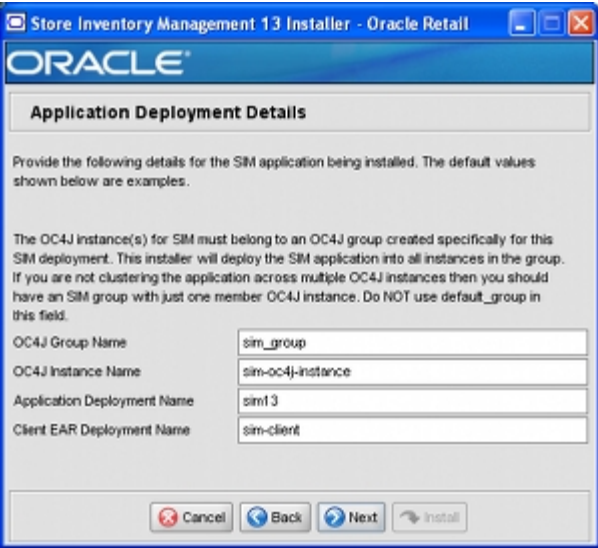 Store Inventory Management 13 Installer - Oracle Retail
ORACLE®
Application Deployment Details
Provide the following details for the SIM application being installed. The default values
shown below are examples.
The OC4J instance(s) for SIM must belong to an OC4J group created specifically for this
SIM deployment. This installer will deploy the SIM application into all instances in the group.
If you are not clustering the application across multiple OC4J instances then you should
have an SIM group with just one member OC4J instance. Do NOT use default_group in
this field.
OC4J Group Name sim_group
OC4J Instance Name sim-oc4j-instance
Application Deployment Name sim13
Client EAR Deployment Name sim-client
Cancel Back Next Install